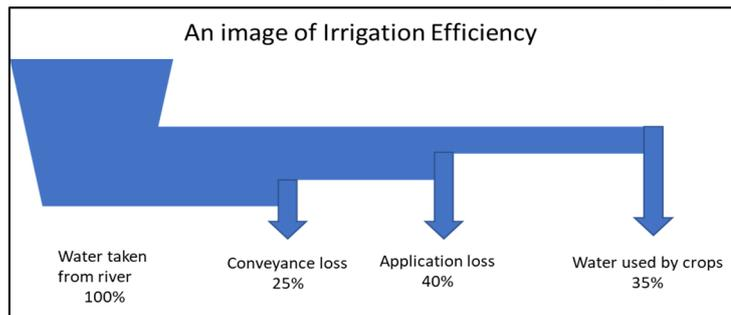 An image of Irrigation Efficiency
Water taken
from river
100%
Conveyance loss
25%
Application loss
40%
Water used by crops
35%